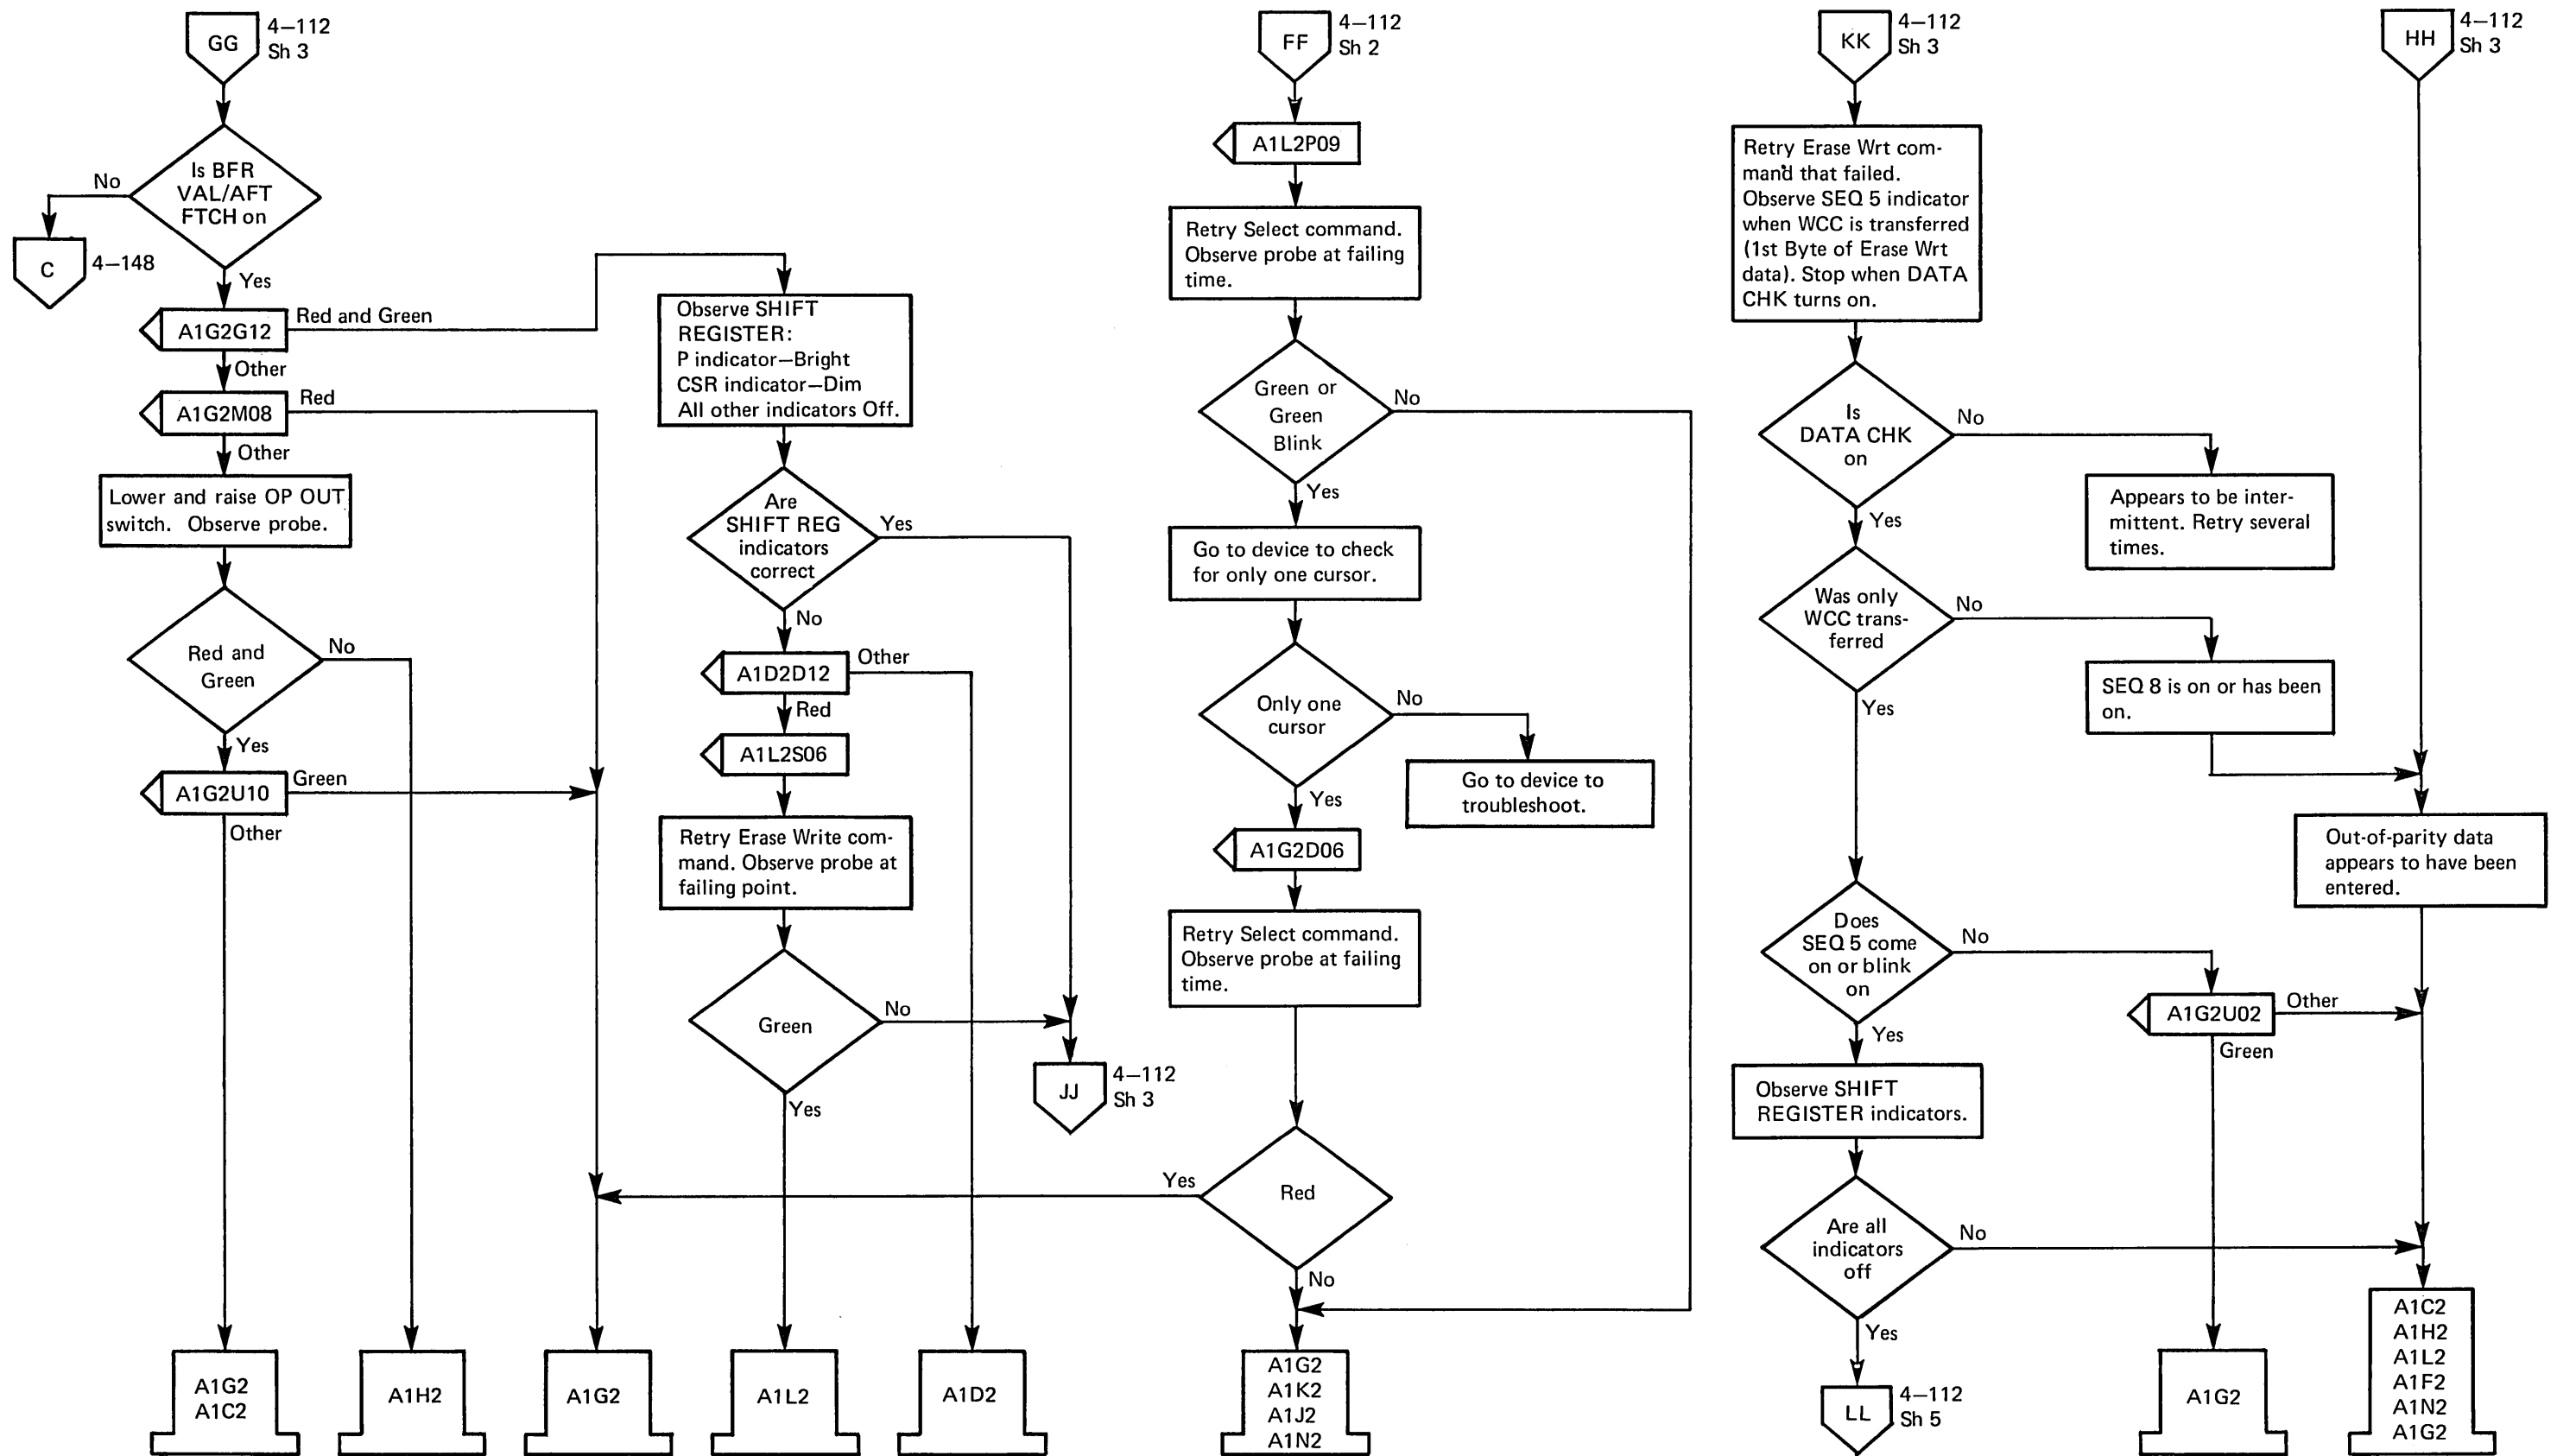 GG
4—112
Sh 3
Is BFR
VAL/AFT
FTCH on
No
C
4—148
Yes
A1G2G12
Red and Green
Other
A1G2M08
Red
Other
Lower and raise OP OUT
switch. Observe probe.
Red and
Green
No
Yes
A1G2U10
Green
Other
A1G2
A1C2
A1H2
A1G2
Observe SHIFT
REGISTER:
P indicator—Bright
CSR indicator—Dim
All other indicators Off.
Are
SHIFT REG
indicators
correct
Yes
No
A1D2D12
Other
Red
A1L2S06
Retry Erase Write com-
mand. Observe probe at
failing point.
Green
No
Yes
JJ
4—112
Sh 3
A1L2
A1D2
FF
4—112
Sh 2
A1L2P09
Retry Select command.
Observe probe at failing
time.
Green or
Green
Blink
No
Yes
Go to device to check
for only one cursor.
Only one
cursor
No
Go to device to
troubleshoot.
Yes
A1G2D06
Retry Select command.
Observe probe at failing
time.
Red
Yes
No
A1G2
A1K2
A1J2
A1N2
KK
4—112
Sh 3
Retry Erase Wrt com-
mand that failed.
Observe SEQ 5 indicator
when WCC is transferred
(1st Byte of Erase Wrt
data). Stop when DATA
CHK turns on.
Is
DATA CHK
on
No
Appears to be inter-
mittent. Retry several
times.
Yes
Was only
WCC trans-
ferred
No
SEQ 8 is on or has been
on.
Yes
Does
SEQ 5 come
on or blink
on
No
A1G2U02
Other
Green
Yes
Observe SHIFT
REGISTER indicators.
Are all
indicators
off
No
Yes
LL
4—112
Sh 5
A1G2
HH
4—112
Sh 3
Out-of-parity data
appears to have been
entered.
A1C2
A1H2
A1L2
A1F2
A1N2
A1G2